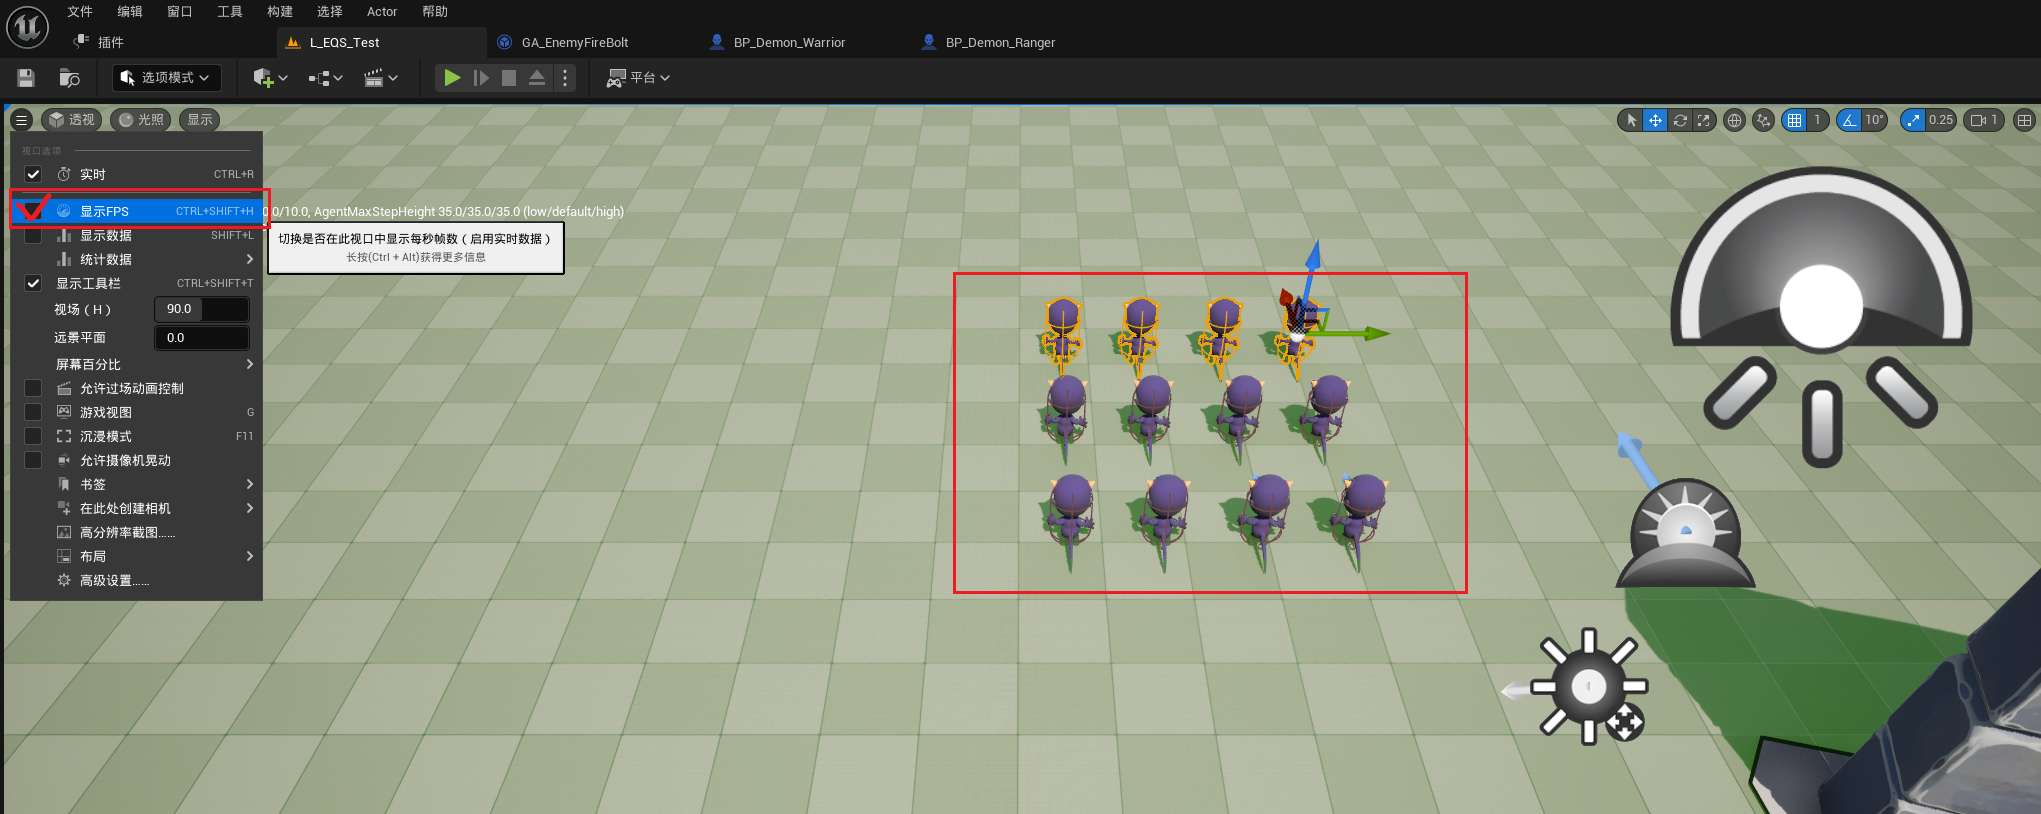 文件 编辑 窗口 工具 构建 选择 Actor 帮助
插件 L_EQS_Test GA_EnemyFireBolt BP_Demon_Warrior BP_Demon_Ranger
选项模式 平台
透视 光照 显示 1 10° 0.25 1
视口选项
实时 CTRL+R
显示FPS CTRL+SHIFT+H 0.0/10.0, AgentMaxStepHeight 35.0/35.0/35.0 (low/default/high)
显示数据 SHIFT+L
切换是否在此视口中显示每秒帧数（启用实时数据）
长按(Ctrl + Alt)获得更多信息
统计数据
显示工具栏 CTRL+SHIFT+T
视场（H） 90.0
远景平面 0.0
屏幕百分比
允许过场动画控制
游戏视图 G
沉浸模式 F11
允许摄像机晃动
书签
在此处创建相机
高分辨率截图......
布局
高级设置......